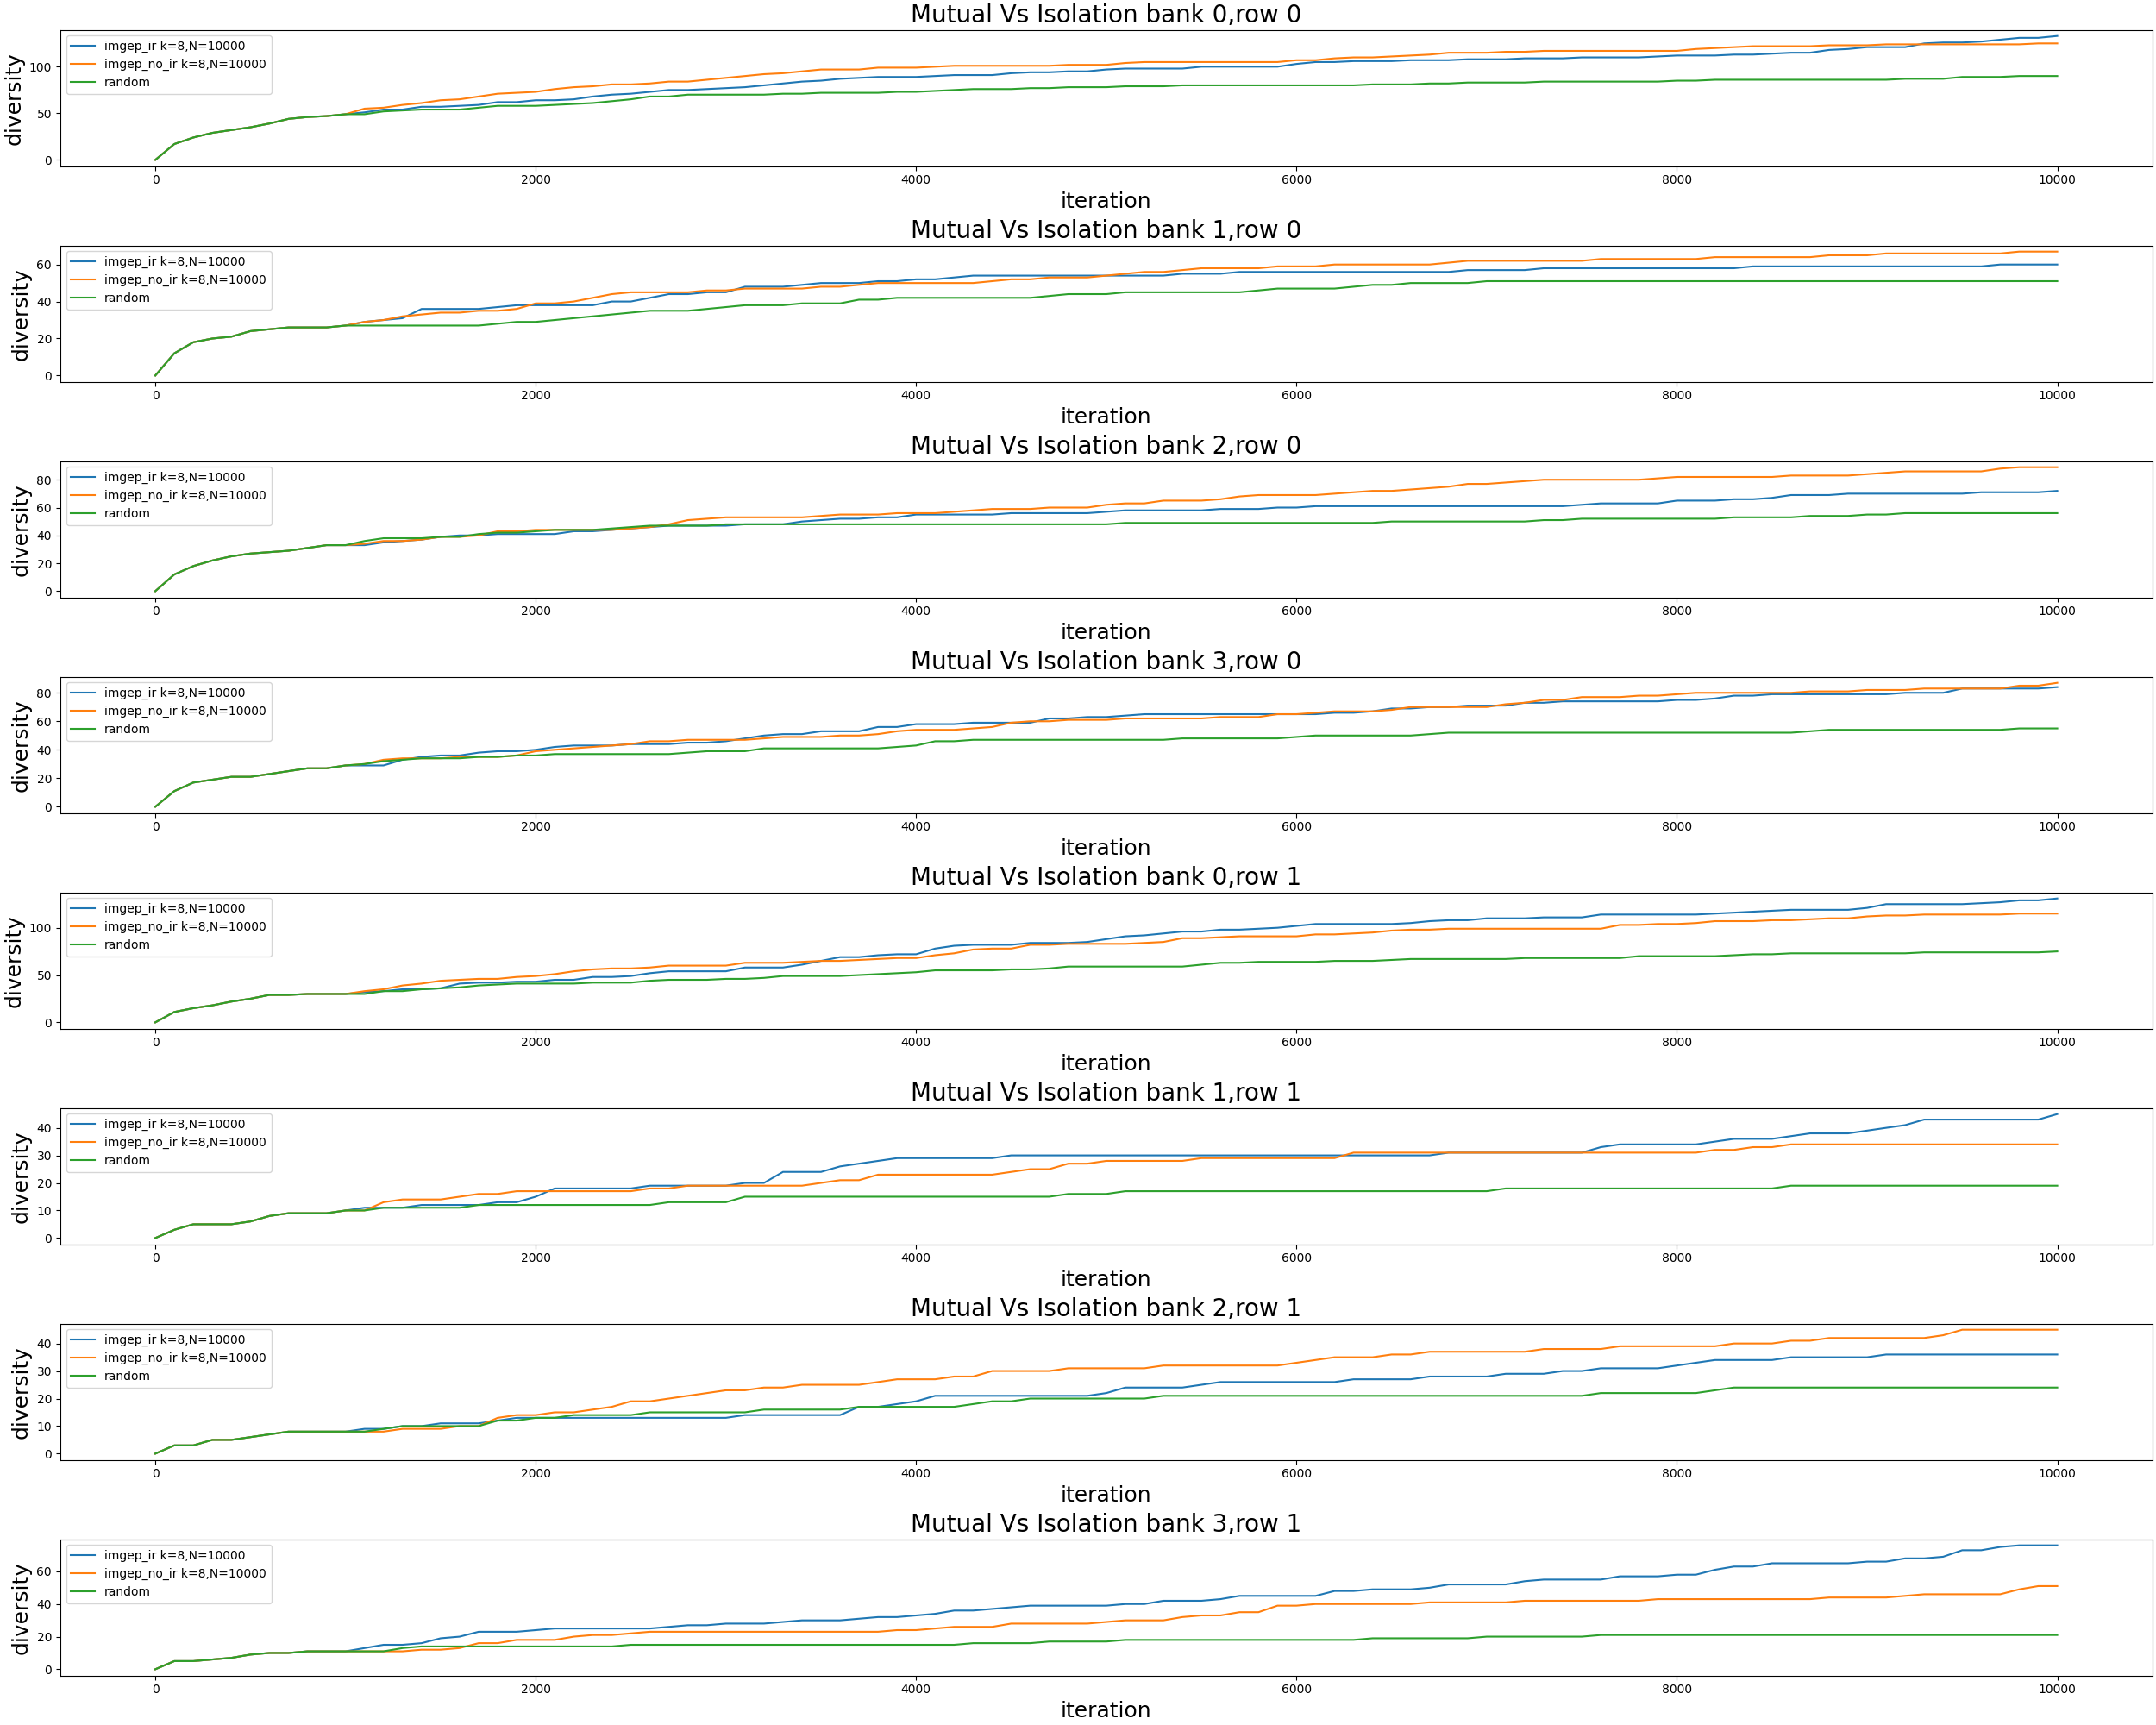 Mutual Vs Isolation bank 0,row 0
imgep_ir k=8,N=10000
imgep_no_ir k=8,N=10000
random
diversity
100
50
0
0 2000 4000 6000 8000 10000
iteration
Mutual Vs Isolation bank 1,row 0
imgep_ir k=8,N=10000
imgep_no_ir k=8,N=10000
random
diversity
60
40
20
0
0 2000 4000 6000 8000 10000
iteration
Mutual Vs Isolation bank 2,row 0
imgep_ir k=8,N=10000
imgep_no_ir k=8,N=10000
random
diversity
80
60
40
20
0
0 2000 4000 6000 8000 10000
iteration
Mutual Vs Isolation bank 3,row 0
imgep_ir k=8,N=10000
imgep_no_ir k=8,N=10000
random
diversity
80
60
40
20
0
0 2000 4000 6000 8000 10000
iteration
Mutual Vs Isolation bank 0,row 1
imgep_ir k=8,N=10000
imgep_no_ir k=8,N=10000
random
diversity
100
50
0
0 2000 4000 6000 8000 10000
iteration
Mutual Vs Isolation bank 1,row 1
imgep_ir k=8,N=10000
imgep_no_ir k=8,N=10000
random
diversity
40
30
20
10
0
0 2000 4000 6000 8000 10000
iteration
Mutual Vs Isolation bank 2,row 1
imgep_ir k=8,N=10000
imgep_no_ir k=8,N=10000
random
diversity
40
30
20
10
0
0 2000 4000 6000 8000 10000
iteration
Mutual Vs Isolation bank 3,row 1
imgep_ir k=8,N=10000
imgep_no_ir k=8,N=10000
random
diversity
60
40
20
0
0 2000 4000 6000 8000 10000
iteration